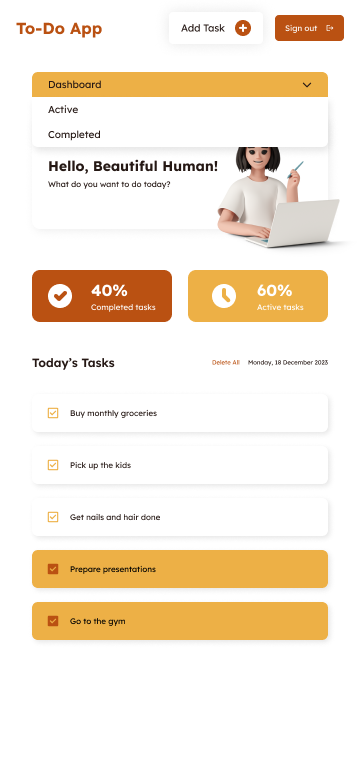 To-Do App
Add Task
Sign out
Dashboard
Active
Completed
Hello, Beautiful Human!
What do you want to do today?
40%
Completed tasks
60%
Active tasks
Today's Tasks
Delete All
Monday, 18 December 2023
Buy monthly groceries
Pick up the kids
Get nails and hair done
Prepare presentations
Go to the gym